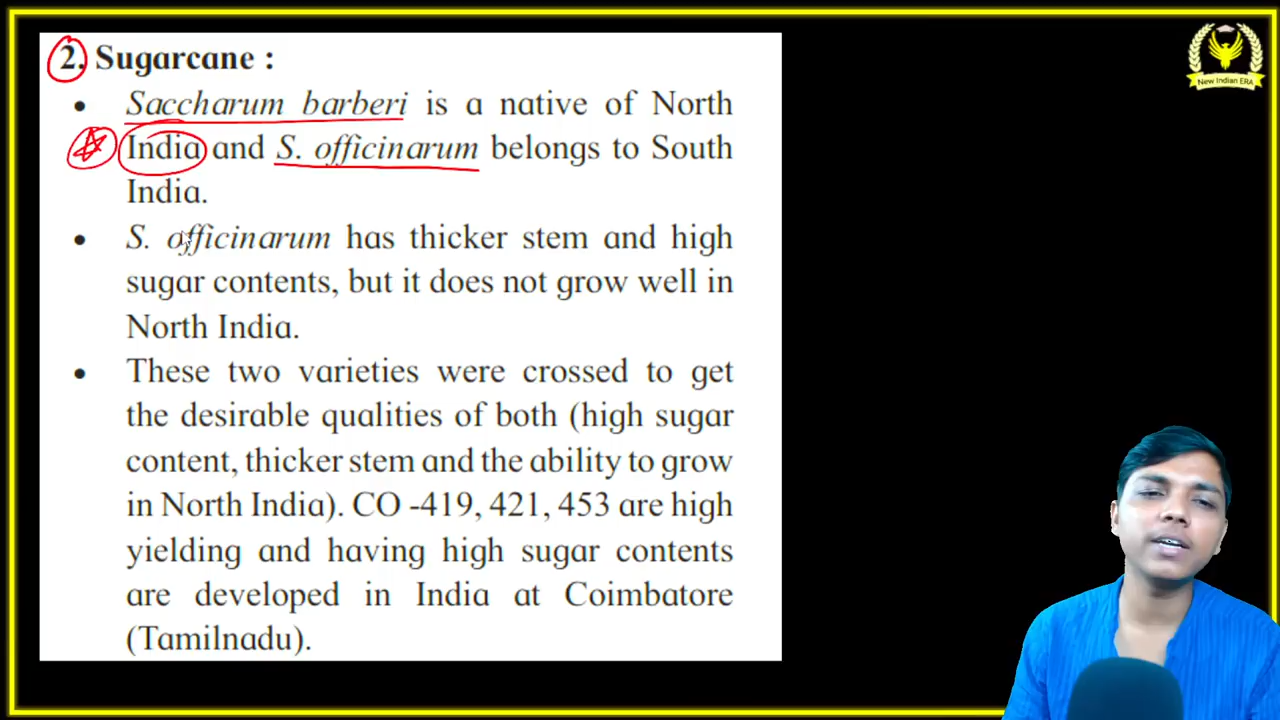 New Indian ERA
2. Sugarcane :
• Saccharum barberi is a native of North
India and S. officinarum belongs to South
India.
• S. officinarum has thicker stem and high
sugar contents, but it does not grow well in
North India.
• These two varieties were crossed to get
the desirable qualities of both (high sugar
content, thicker stem and the ability to grow
in North India). CO -419, 421, 453 are high
yielding and having high sugar contents
are developed in India at Coimbatore
(Tamilnadu).